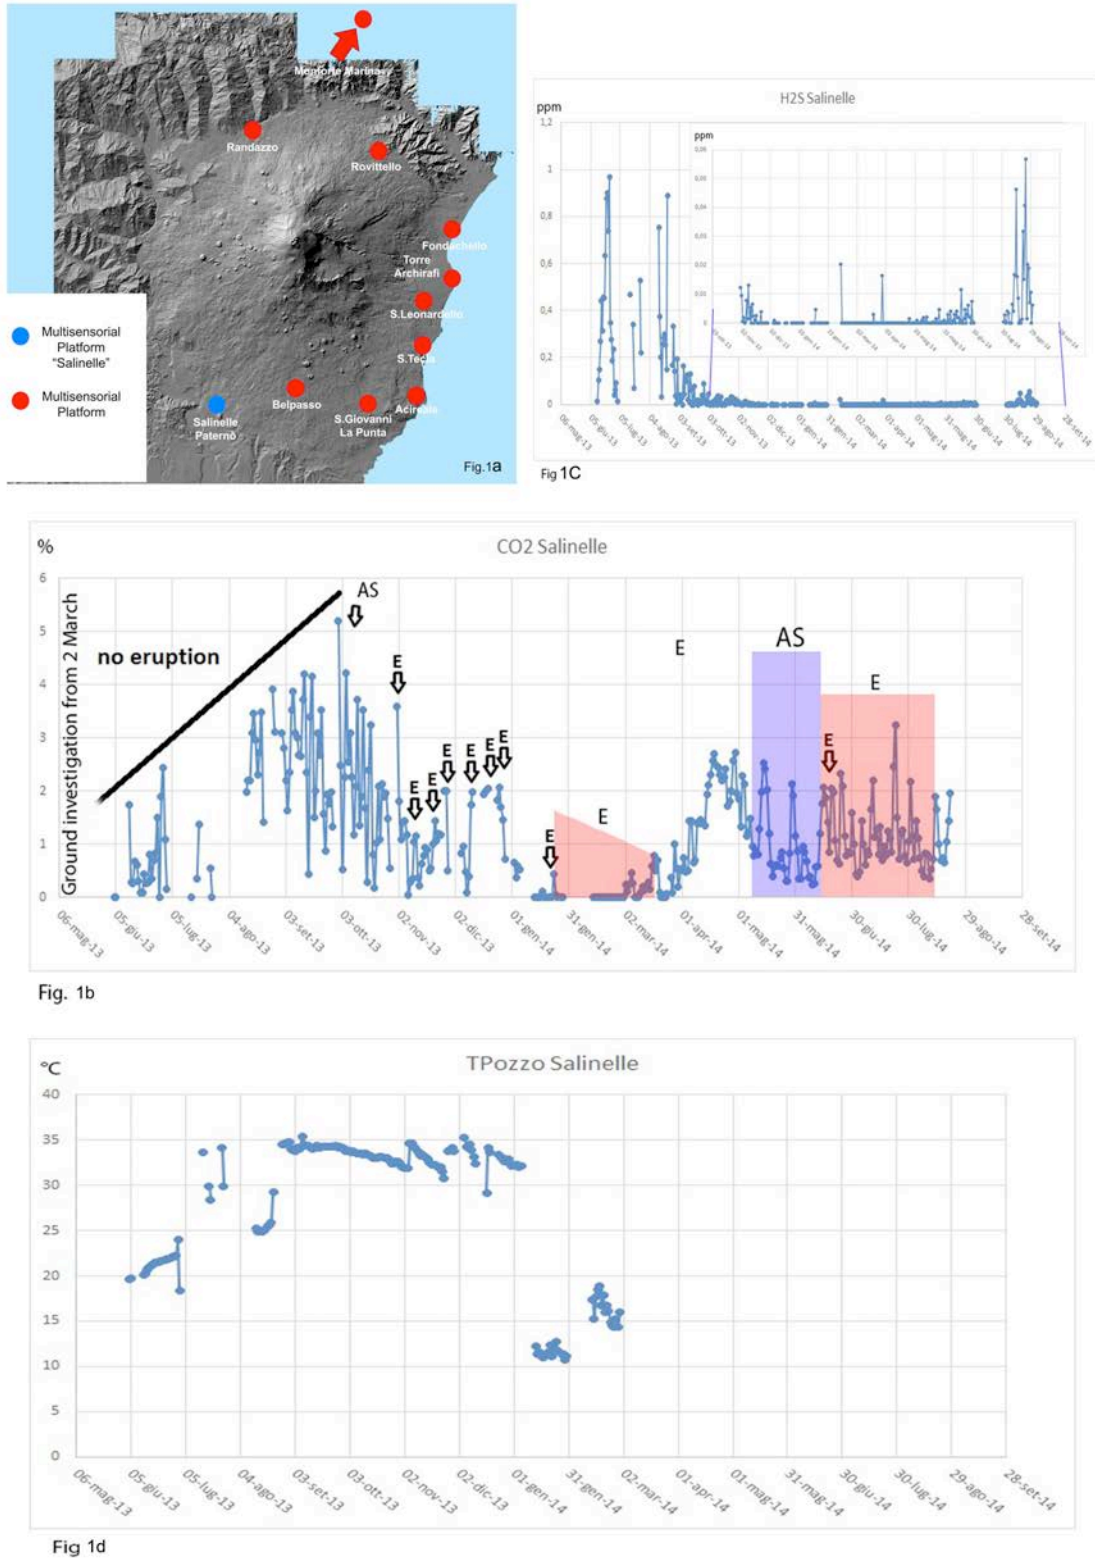 Memorte Marina
Randazzo
Rovittello
Fondachello
Torre
Archirafi
S.Leonardello
S.Tecla
Multisensorial
Platform
"Salinelle"
Multisensorial
Platform
Salinelle
Paternò
Belpasso
S.Giovanni
La Punta
Acireale
Fig.1a
H2S Salinelle
ppm
1,2
1
0,8
0,6
0,4
0,2
0
ppm
06-mag-13
05-giu-13
05-lug-13
04-ago-13
03-set-13
03-ott-13
02-nov-13
02-dic-13
01-gen-14
31-gen-14
02-mar-14
01-apr-14
01-mag-14
31-mag-14
30-giu-14
30-lug-14
29-ago-14
28-set-14
Fig 1C
%
CO2 Salinelle
6
5
4
3
2
1
0
Ground investigation from 2 March
no eruption
AS
E
E
E
E
E
E
E
E
E
E
AS
E
E
06-mag-13
05-giu-13
05-lug-13
04-ago-13
03-set-13
03-ott-13
02-nov-13
02-dic-13
01-gen-14
31-gen-14
02-mar-14
01-apr-14
01-mag-14
31-mag-14
30-giu-14
30-lug-14
29-ago-14
28-set-14
Fig. 1b
°C
TPozzo Salinelle
40
35
30
25
20
15
10
5
0
06-mag-13
05-giu-13
05-lug-13
04-ago-13
03-set-13
03-ott-13
02-nov-13
02-dic-13
01-gen-14
31-gen-14
02-mar-14
01-apr-14
01-mag-14
31-mag-14
30-giu-14
30-lug-14
29-ago-14
28-set-14
Fig 1d